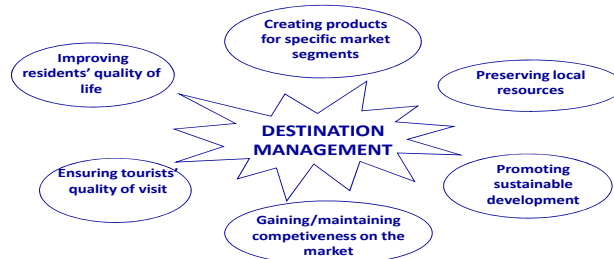 Creating products
for specific market
segments
Improving
residents’ quality of
life
Preserving local
resources
DESTINATION
MANAGEMENT
Ensuring tourists’
quality of visit
Promoting
sustainable
development
Gaining/maintaining
competiveness on the
market